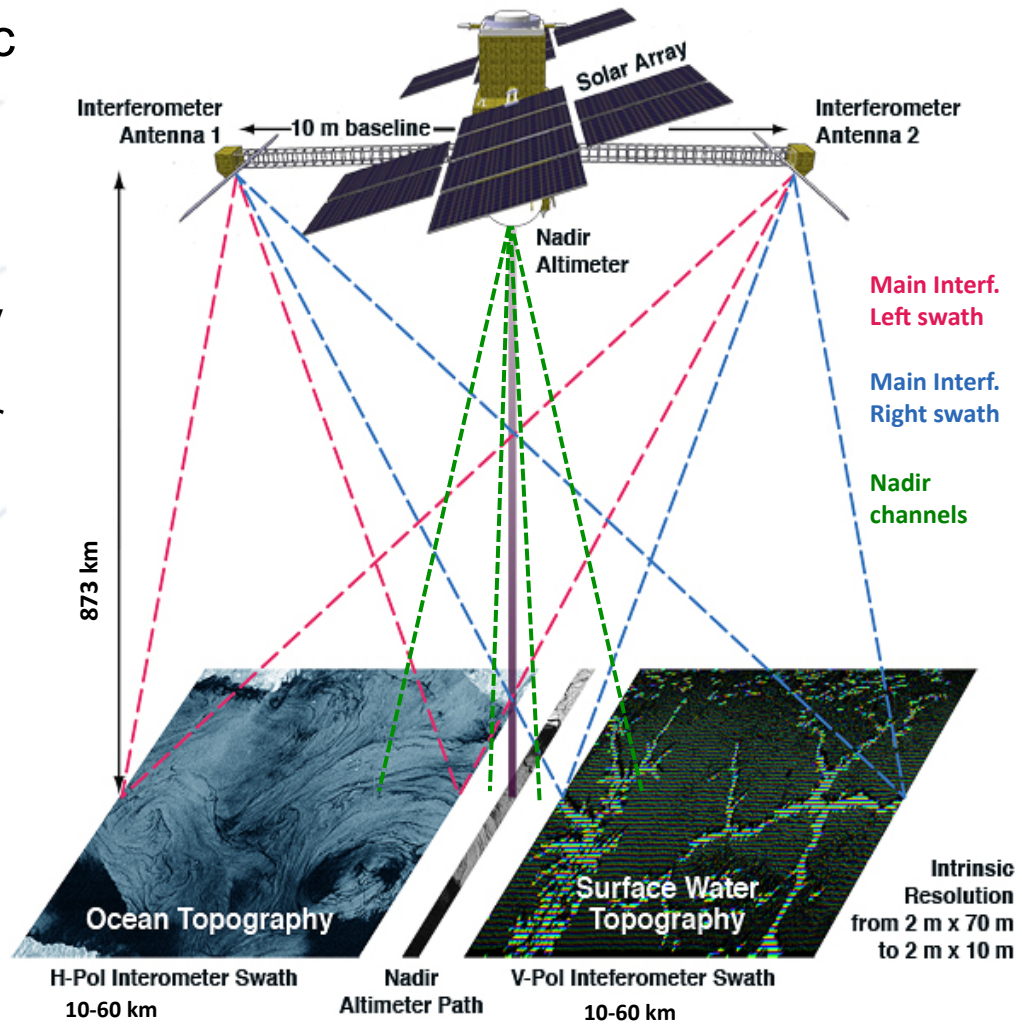 c
Solar Array
Interferometer
Antenna 1
10 m baseline
Interferometer
Antenna 2
Nadir
Altimeter
Main Interf.
Left swath
Main Interf.
Right swath
Nadir
channels
873 km
Ocean Topography
Surface Water
Topography
Intrinsic
Resolution
from 2 m x 70 m
to 2 m x 10 m
H-Pol Interometer Swath
10-60 km
Nadir
Altimeter Path
V-Pol Inteferometer Swath
10-60 km